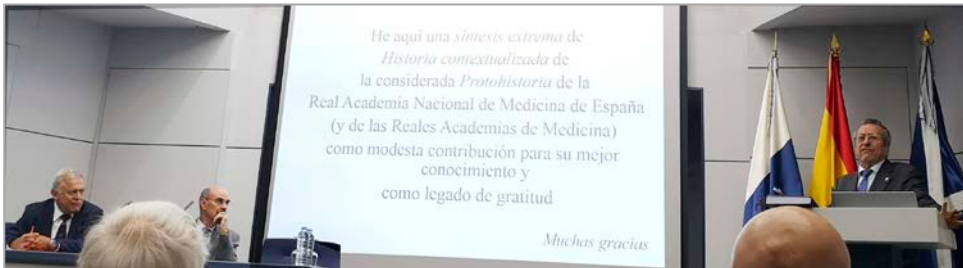 He aquí una síntesis extrema de
Historia contextualizada de
la considerada Protohistoria de la
Real Academia Nacional de Medicina de España
(y de las Reales Academias de Medicina)
como modesta contribución para su mejor
conocimiento y
como legado de gratitud
Muchas gracias